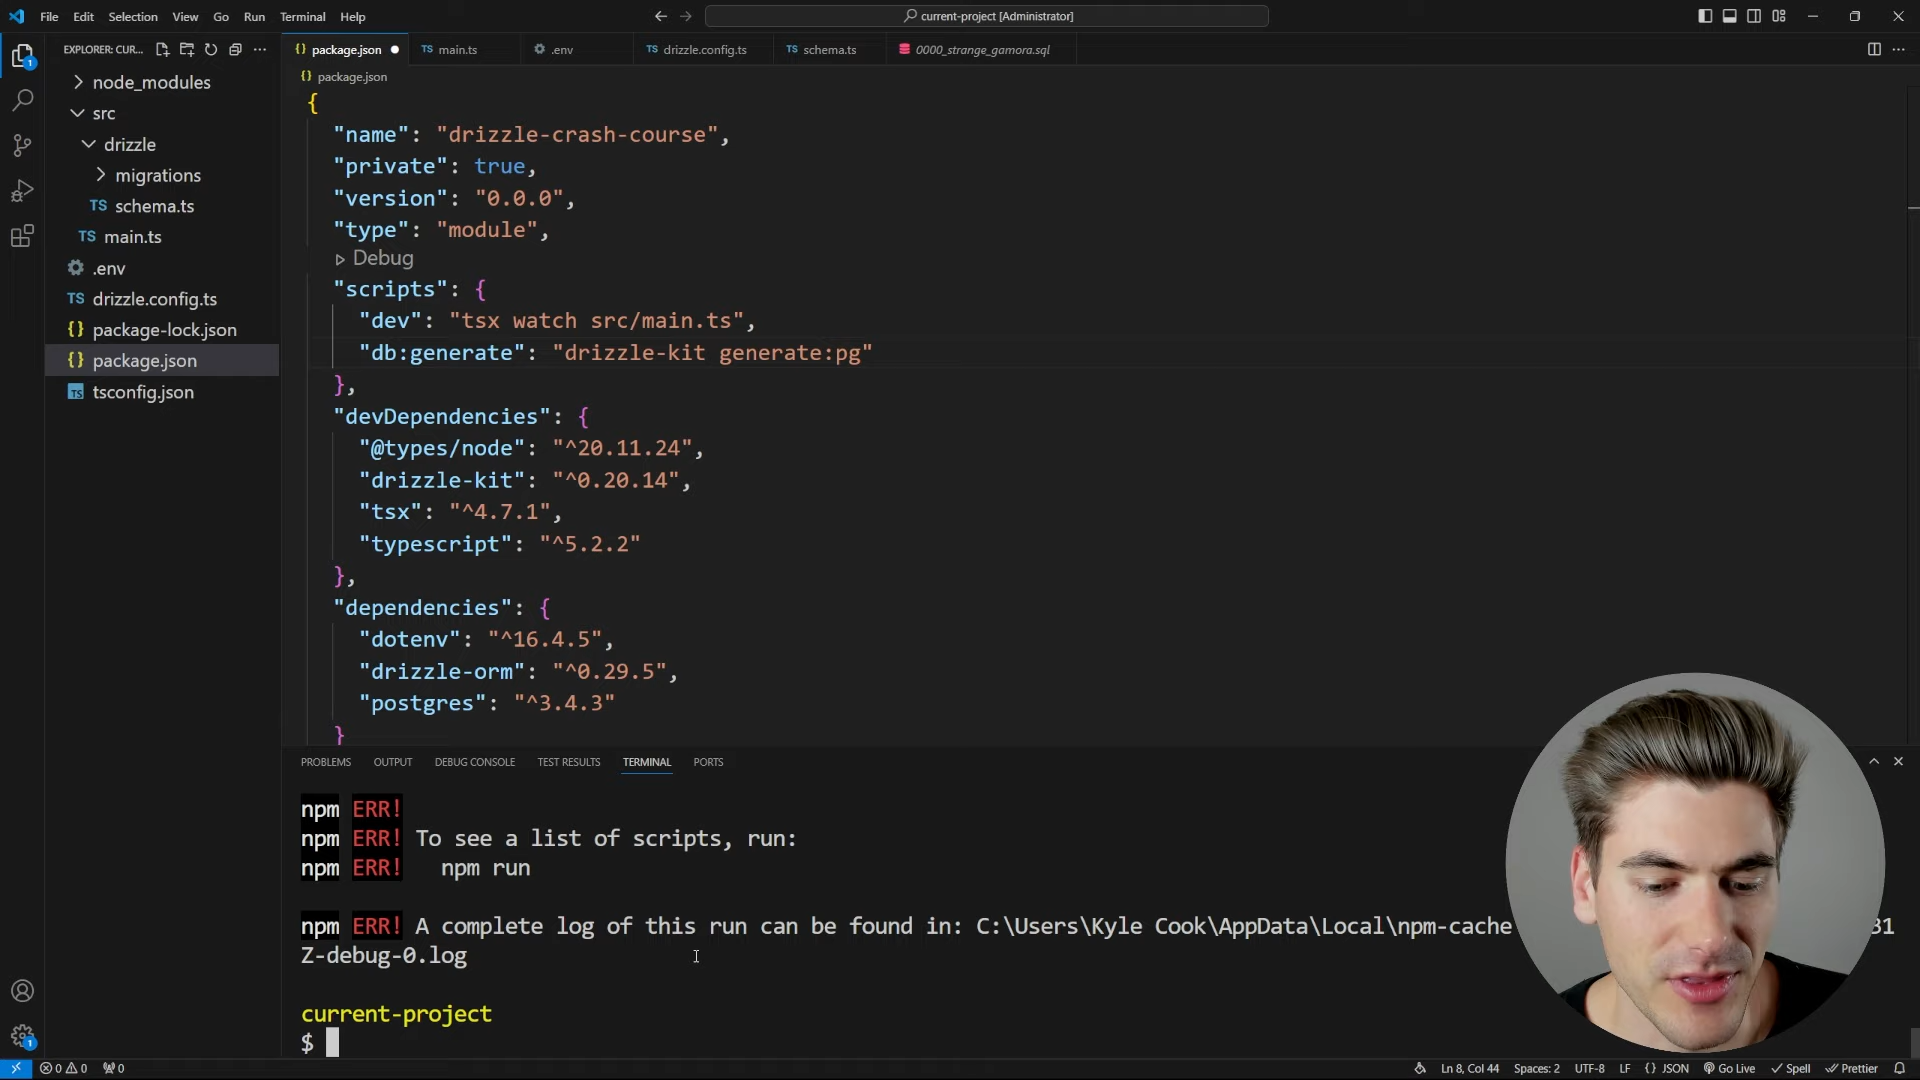 File Edit Selection View Go Run Terminal Help
current-project [Administrator]
EXPLORER: CUR...
package.json
main.ts
.env
drizzle.config.ts
schema.ts
0000_strange_gamora.sql
package.json
node_modules
src
drizzle
migrations
schema.ts
main.ts
.env
drizzle.config.ts
package-lock.json
package.json
tsconfig.json
{
"name": "drizzle-crash-course",
"private": true,
"version": "0.0.0",
"type": "module",
Debug
"scripts": {
"dev": "tsx watch src/main.ts",
"db:generate": "drizzle-kit generate:pg"
},
"devDependencies": {
"@types/node": "^20.11.24",
"drizzle-kit": "^0.20.14",
"tsx": "^4.7.1",
"typescript": "^5.2.2"
},
"dependencies": {
"dotenv": "^16.4.5",
"drizzle-orm": "^0.29.5",
"postgres": "^3.4.3"
}
PROBLEMS OUTPUT DEBUG CONSOLE TEST RESULTS TERMINAL PORTS
npm ERR!
npm ERR! To see a list of scripts, run:
npm ERR! npm run
npm ERR! A complete log of this run can be found in: C:\Users\Kyle Cook\AppData\Local\npm-cache
Z-debug-0.log
current-project
$
0 0 0 Ln 8, Col 44 Spaces: 2 UTF-8 LF {} JSON Go Live Spell Prettier